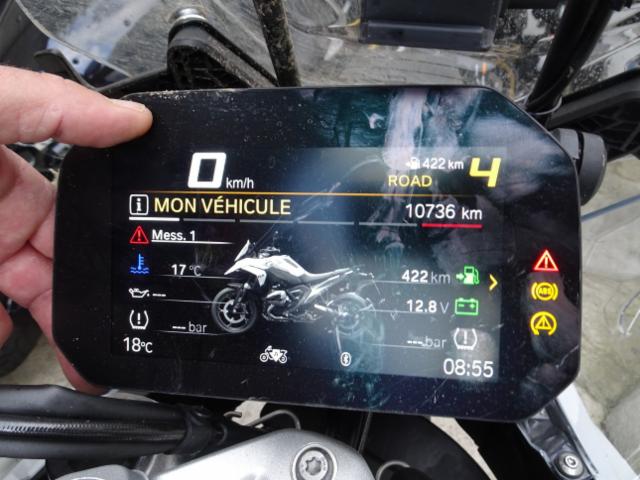 0 km/h
422 km
ROAD 4
i MON VÉHICULE 10736 km
Mess. 1
17 °C 422 km
--- 12.8 V
--- bar --- bar
18°C A 08:55
ABS